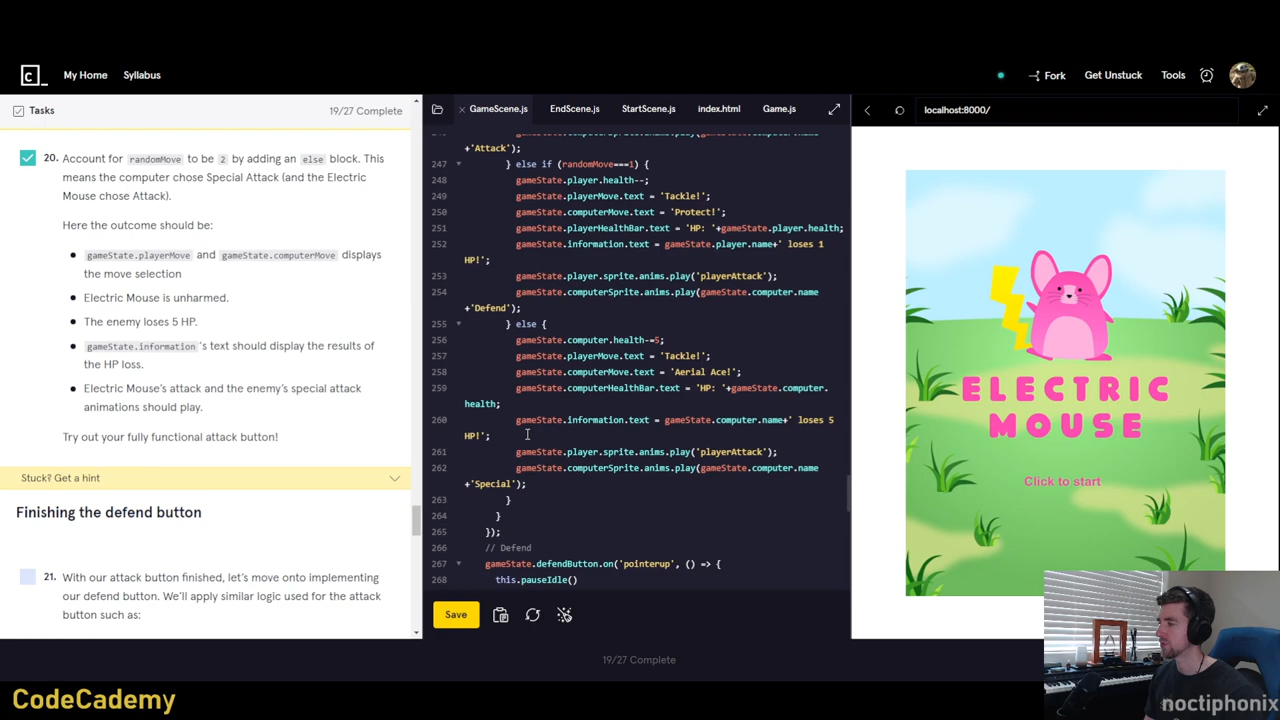 C_
My Home
Syllabus
Fork
Get Unstuck
Tools
Tasks
19/27 Complete
20. Account for randomMove to be 2 by adding an else block. This
means the computer chose Special Attack (and the Electric
Mouse chose Attack).
Here the outcome should be:
gameState.playerMove and gameState.computerMove displays
the move selection
Electric Mouse is unharmed.
The enemy loses 5 HP.
gameState.information 's text should display the results of
the HP loss.
Electric Mouse's attack and the enemy's special attack
animations should play.
Try out your fully functional attack button!
Stuck? Get a hint
Finishing the defend button
21. With our attack button finished, let's move onto implementing
our defend button. We'll apply similar logic used for the attack
button such as:
GameScene.js
EndScene.js
StartScene.js
index.html
Game.js
+'Attack');
247 } else if (randomMove===1) {
248 gameState.player.health--;
249 gameState.playerMove.text = 'Tackle!';
250 gameState.computerMove.text = 'Protect!';
251 gameState.playerHealthBar.text = 'HP: '+gameState.player.health;
252 gameState.information.text = gameState.player.name+' loses 1
HP!';
253 gameState.player.sprite.anims.play('playerAttack');
254 gameState.computerSprite.anims.play(gameState.computer.name
+'Defend');
255 } else {
256 gameState.computer.health-=5;
257 gameState.playerMove.text = 'Tackle!';
258 gameState.computerMove.text = 'Aerial Ace!';
259 gameState.computerHealthBar.text = 'HP: '+gameState.computer.
health;
260 gameState.information.text = gameState.computer.name+' loses 5
HP!';
261 gameState.player.sprite.anims.play('playerAttack');
262 gameState.computerSprite.anims.play(gameState.computer.name
+'Special');
263 }
264 }
265 });
266 // Defend
267 gameState.defendButton.on('pointerup', () => {
268 this.pauseIdle()
Save
19/27 Complete
localhost:8000/
ELECTRIC
MOUSE
Click to start
CodeCademy
noctiphonix